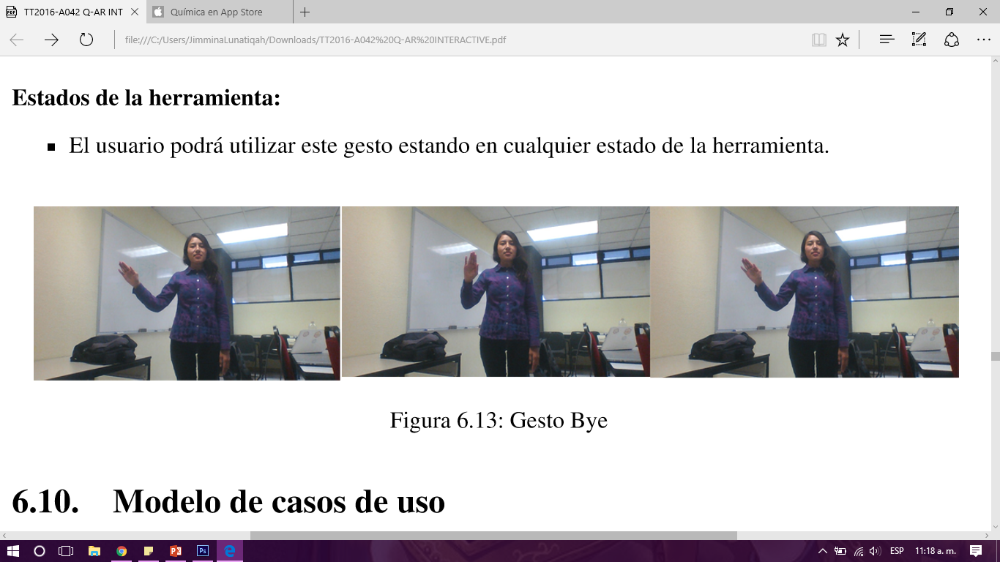 TT2016-A042 Q-AR INT
Química en App Store
file:///C:/Users/JimminaLunatiqah/Downloads/TT2016-A042%20Q-AR%20INTERACTIVE.pdf
Estados de la herramienta:
El usuario podrá utilizar este gesto estando en cualquier estado de la herramienta.
Figura 6.13: Gesto Bye
6.10. Modelo de casos de uso
ESP 11:18 a. m.